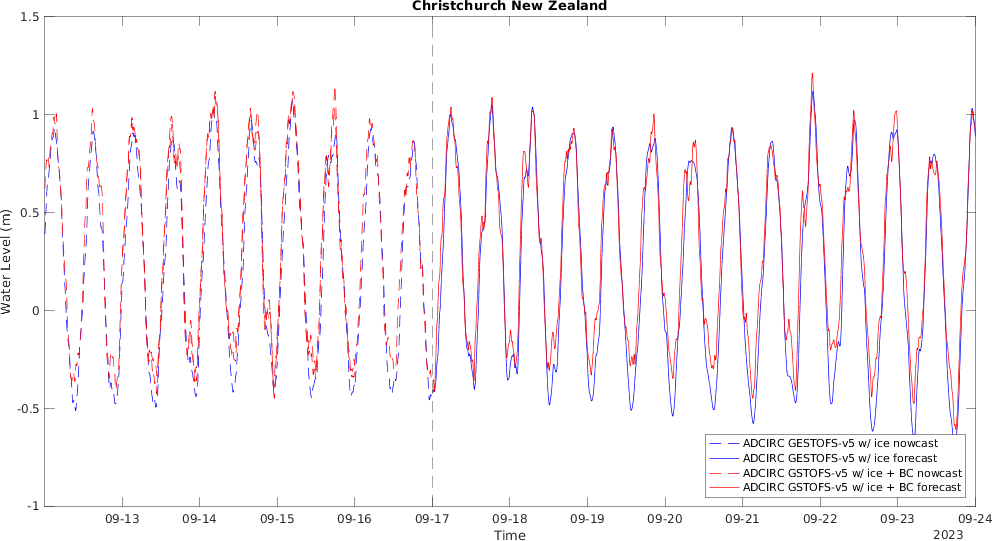 Christchurch New Zealand
Water Level (m)
1.5
1
0.5
0
-0.5
-1
ADCIRC GESTOFS-v5 w/ ice nowcast
ADCIRC GESTOFS-v5 w/ ice forecast
ADCIRC GSTOFS-v5 w/ ice + BC nowcast
ADCIRC GSTOFS-v5 w/ ice + BC forecast
09-13 09-14 09-15 09-16 09-17 09-18 09-19 09-20 09-21 09-22 09-23 09-24
Time
2023